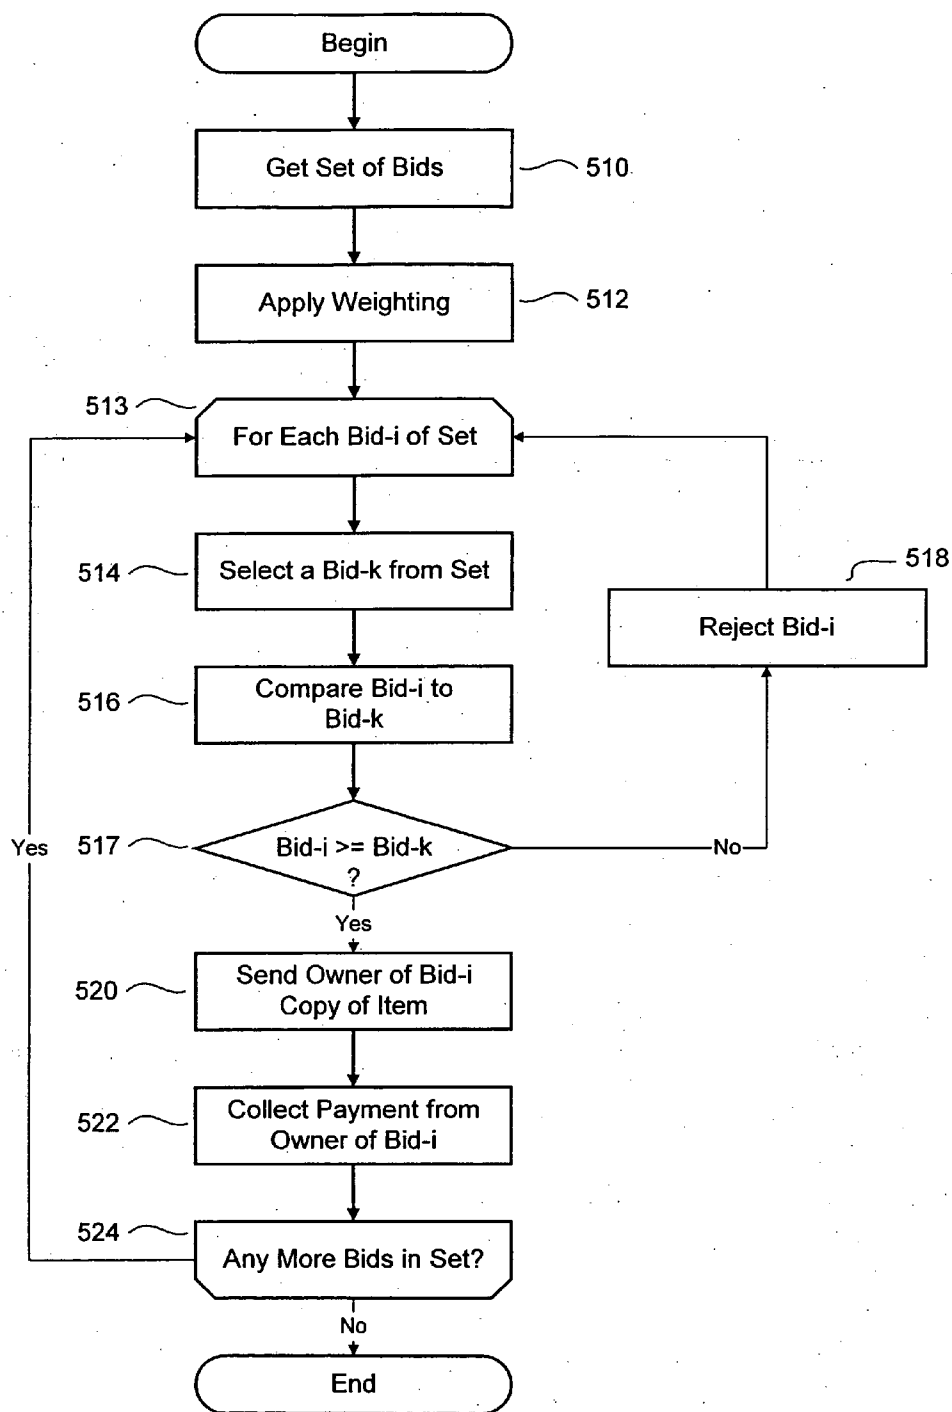 Begin
Get Set of Bids
510
Apply Weighting
512
513
For Each Bid-i of Set
514
Select a Bid-k from Set
518
Reject Bid-i
516
Compare Bid-i to
Bid-k
Yes
517
Bid-i >= Bid-k
?
No
Yes
520
Send Owner of Bid-i
Copy of Item
522
Collect Payment from
Owner of Bid-i
524
Any More Bids in Set?
No
End